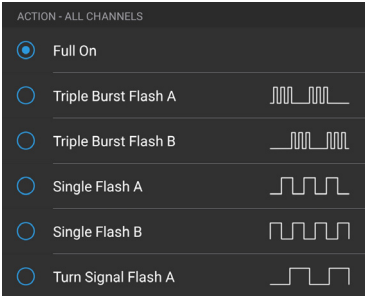 ACTION - ALL CHANNELS
Full On
Triple Burst Flash A
Triple Burst Flash B
Single Flash A
Single Flash B
Turn Signal Flash A